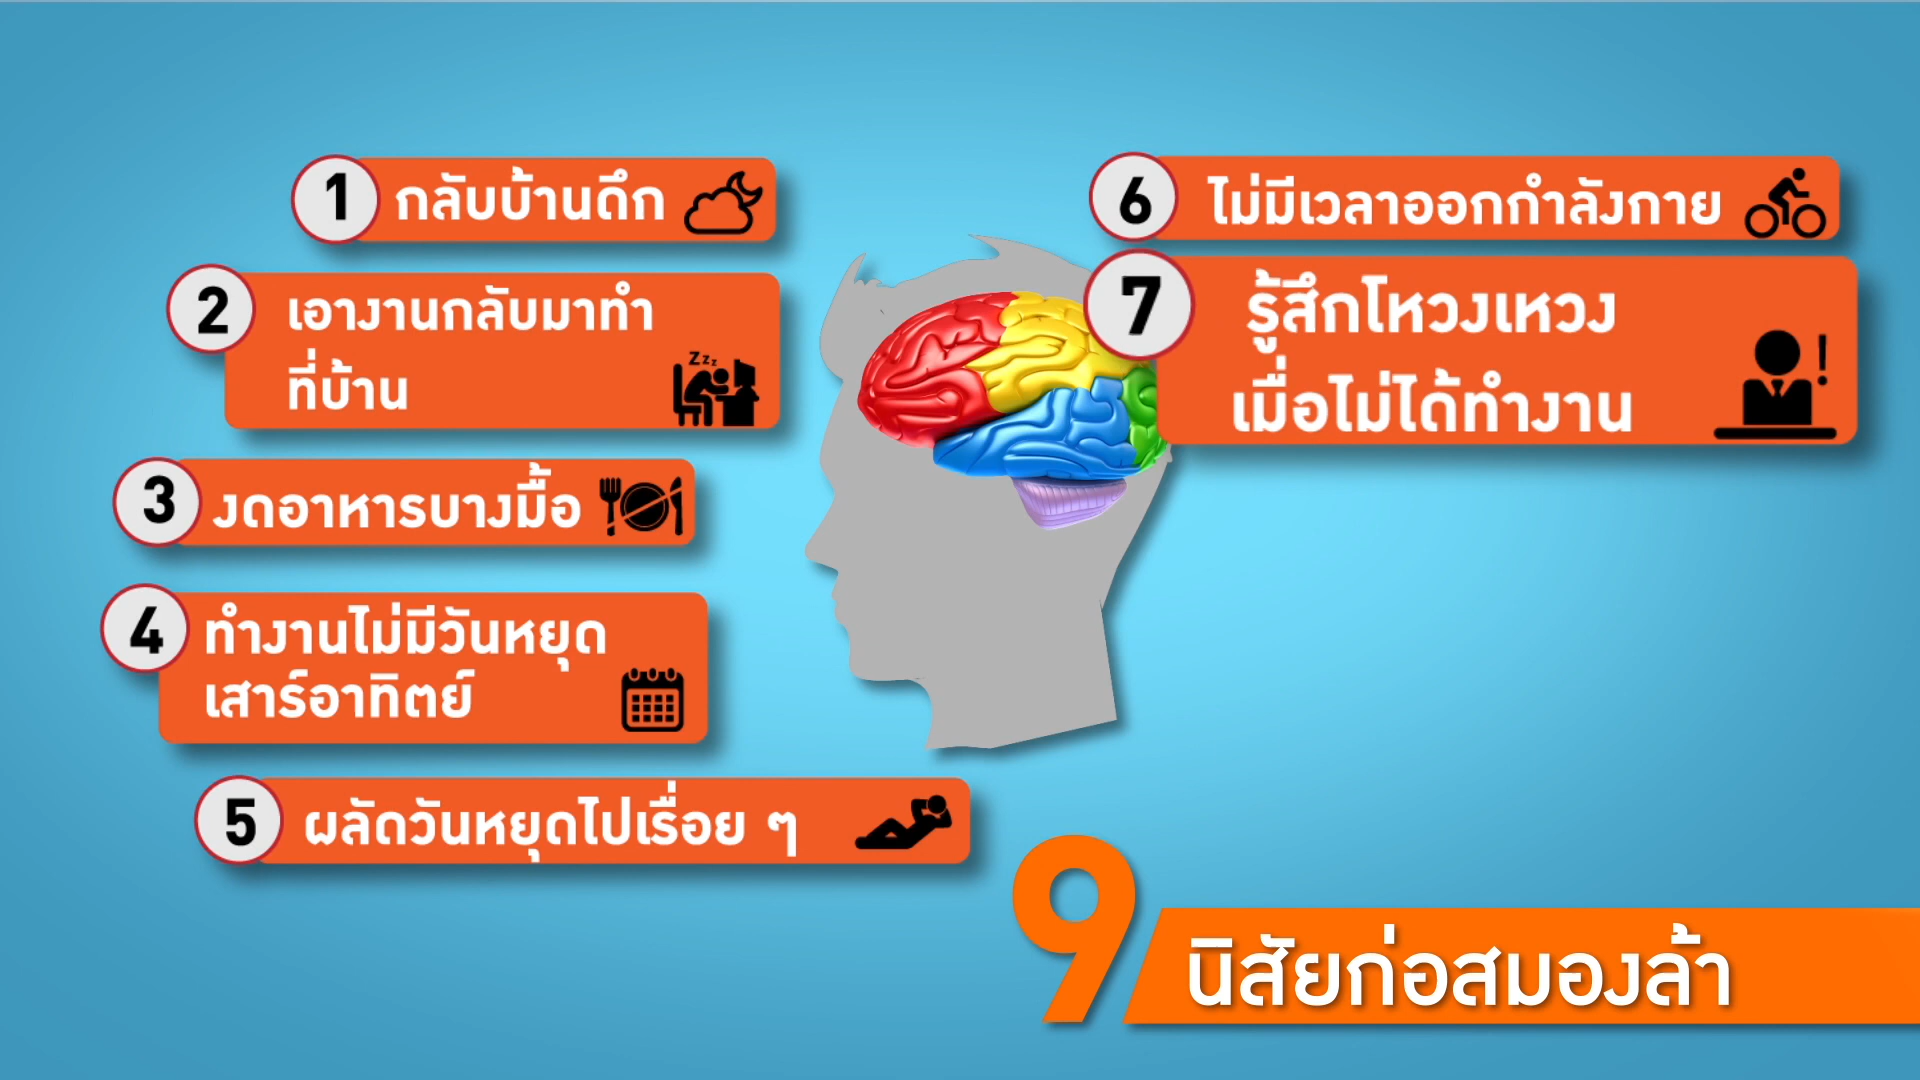 1 กลับบ้านดึก
2 เอางานกลับมาทำ
ที่บ้าน
Zzz
3 งดอาหารบางมื้อ
4 ทำงานไม่มีวันหยุด
เสาร์อาทิตย์
5 ผลัดวันหยุดไปเรื่อย ๆ
6 ไม่มีเวลาออกกำลังกาย
7 รู้สึกโหวงเหวง
เมื่อไม่ได้ทำงาน
!
9 นิสัยก่อสมองล้า